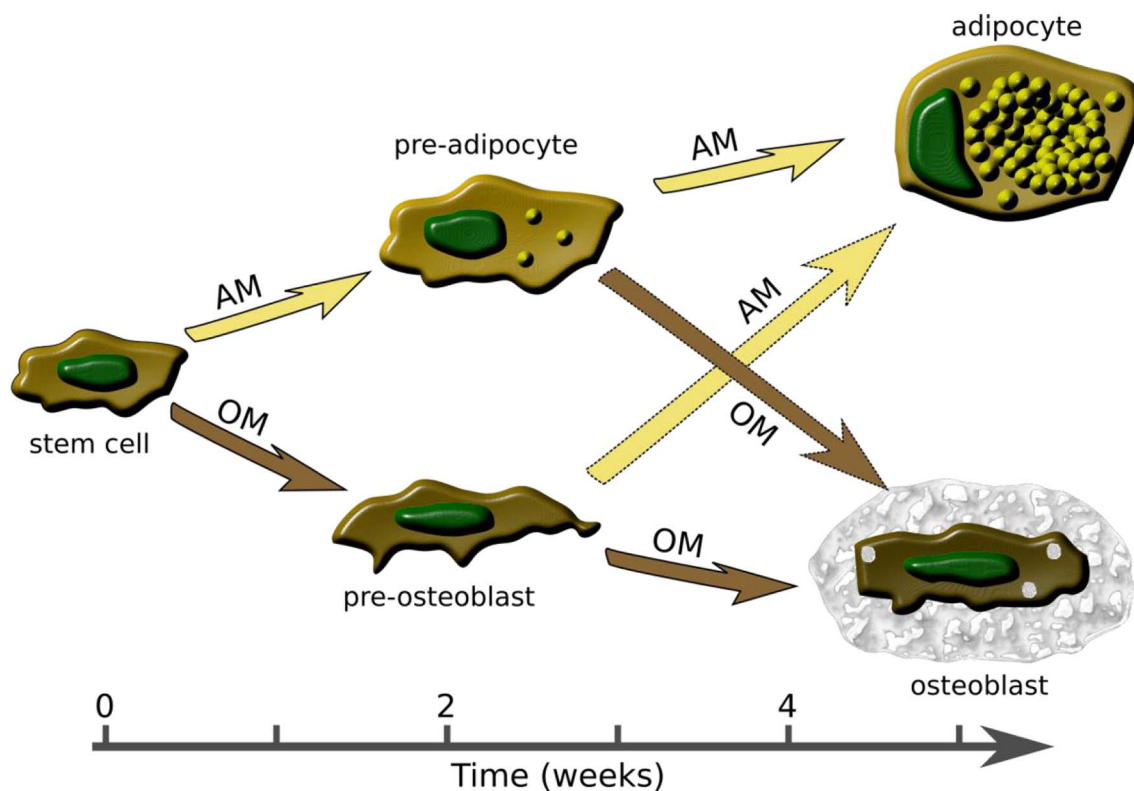 adipocyte
pre-adipocyte
AM
AM
AM
OM
stem cell
OM
pre-osteoblast
OM
osteoblast
0
2
4
Time (weeks)